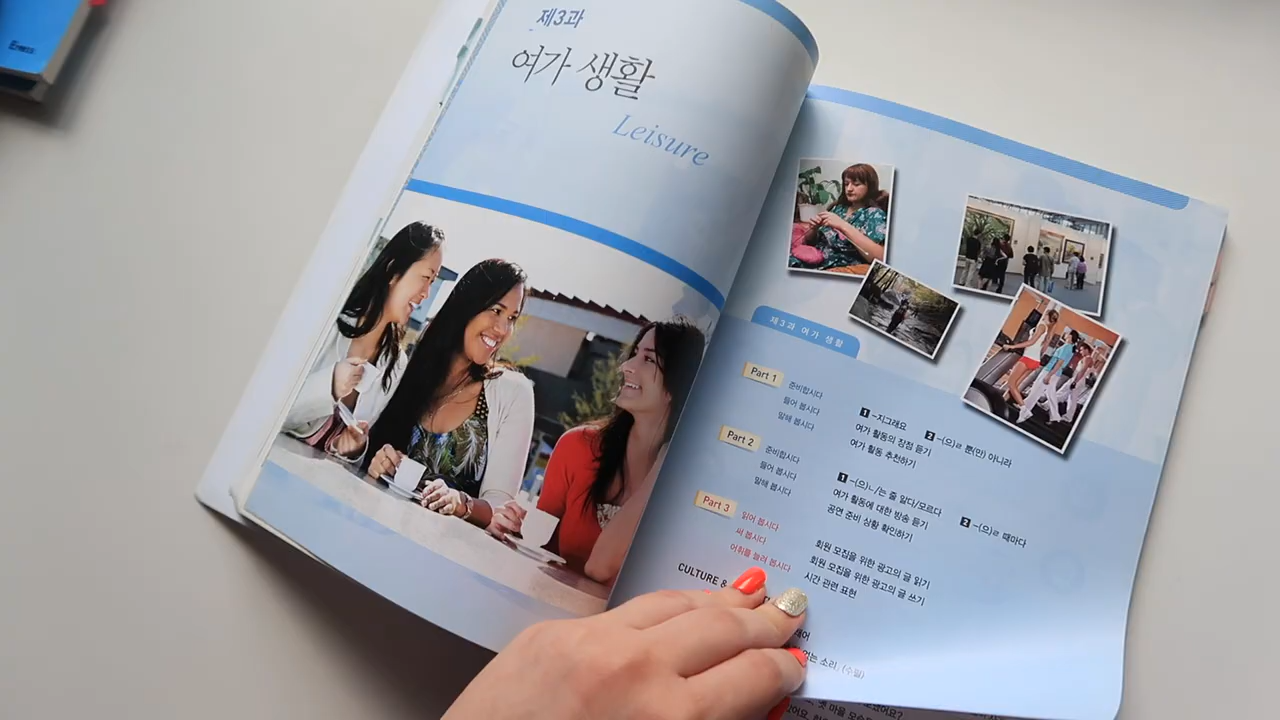 제3과
여가 생활
Leisure
제3과 여가 생활
Part 1
준비합시다
들어 봅시다
말해 봅시다
1 -지그래요
2 -(으)ㄹ 뿐(만) 아니라
여가 활동의 장점 듣기
여가 활동 추천하기
Part 2
준비합시다
들어 봅시다
말해 봅시다
1 -(으)ㄴ/는 줄 알다/모르다
2 -(으)ㄹ 때마다
여가 활동에 대한 방송 듣기
공연 준비 상황 확인하기
Part 3
읽어 봅시다
써 봅시다
어휘를 늘려 봅시다
회원 모집을 위한 광고의 글 읽기
회원 모집을 위한 광고의 글 쓰기
시간 관련 표현
CULTURE &
소리, (수필)